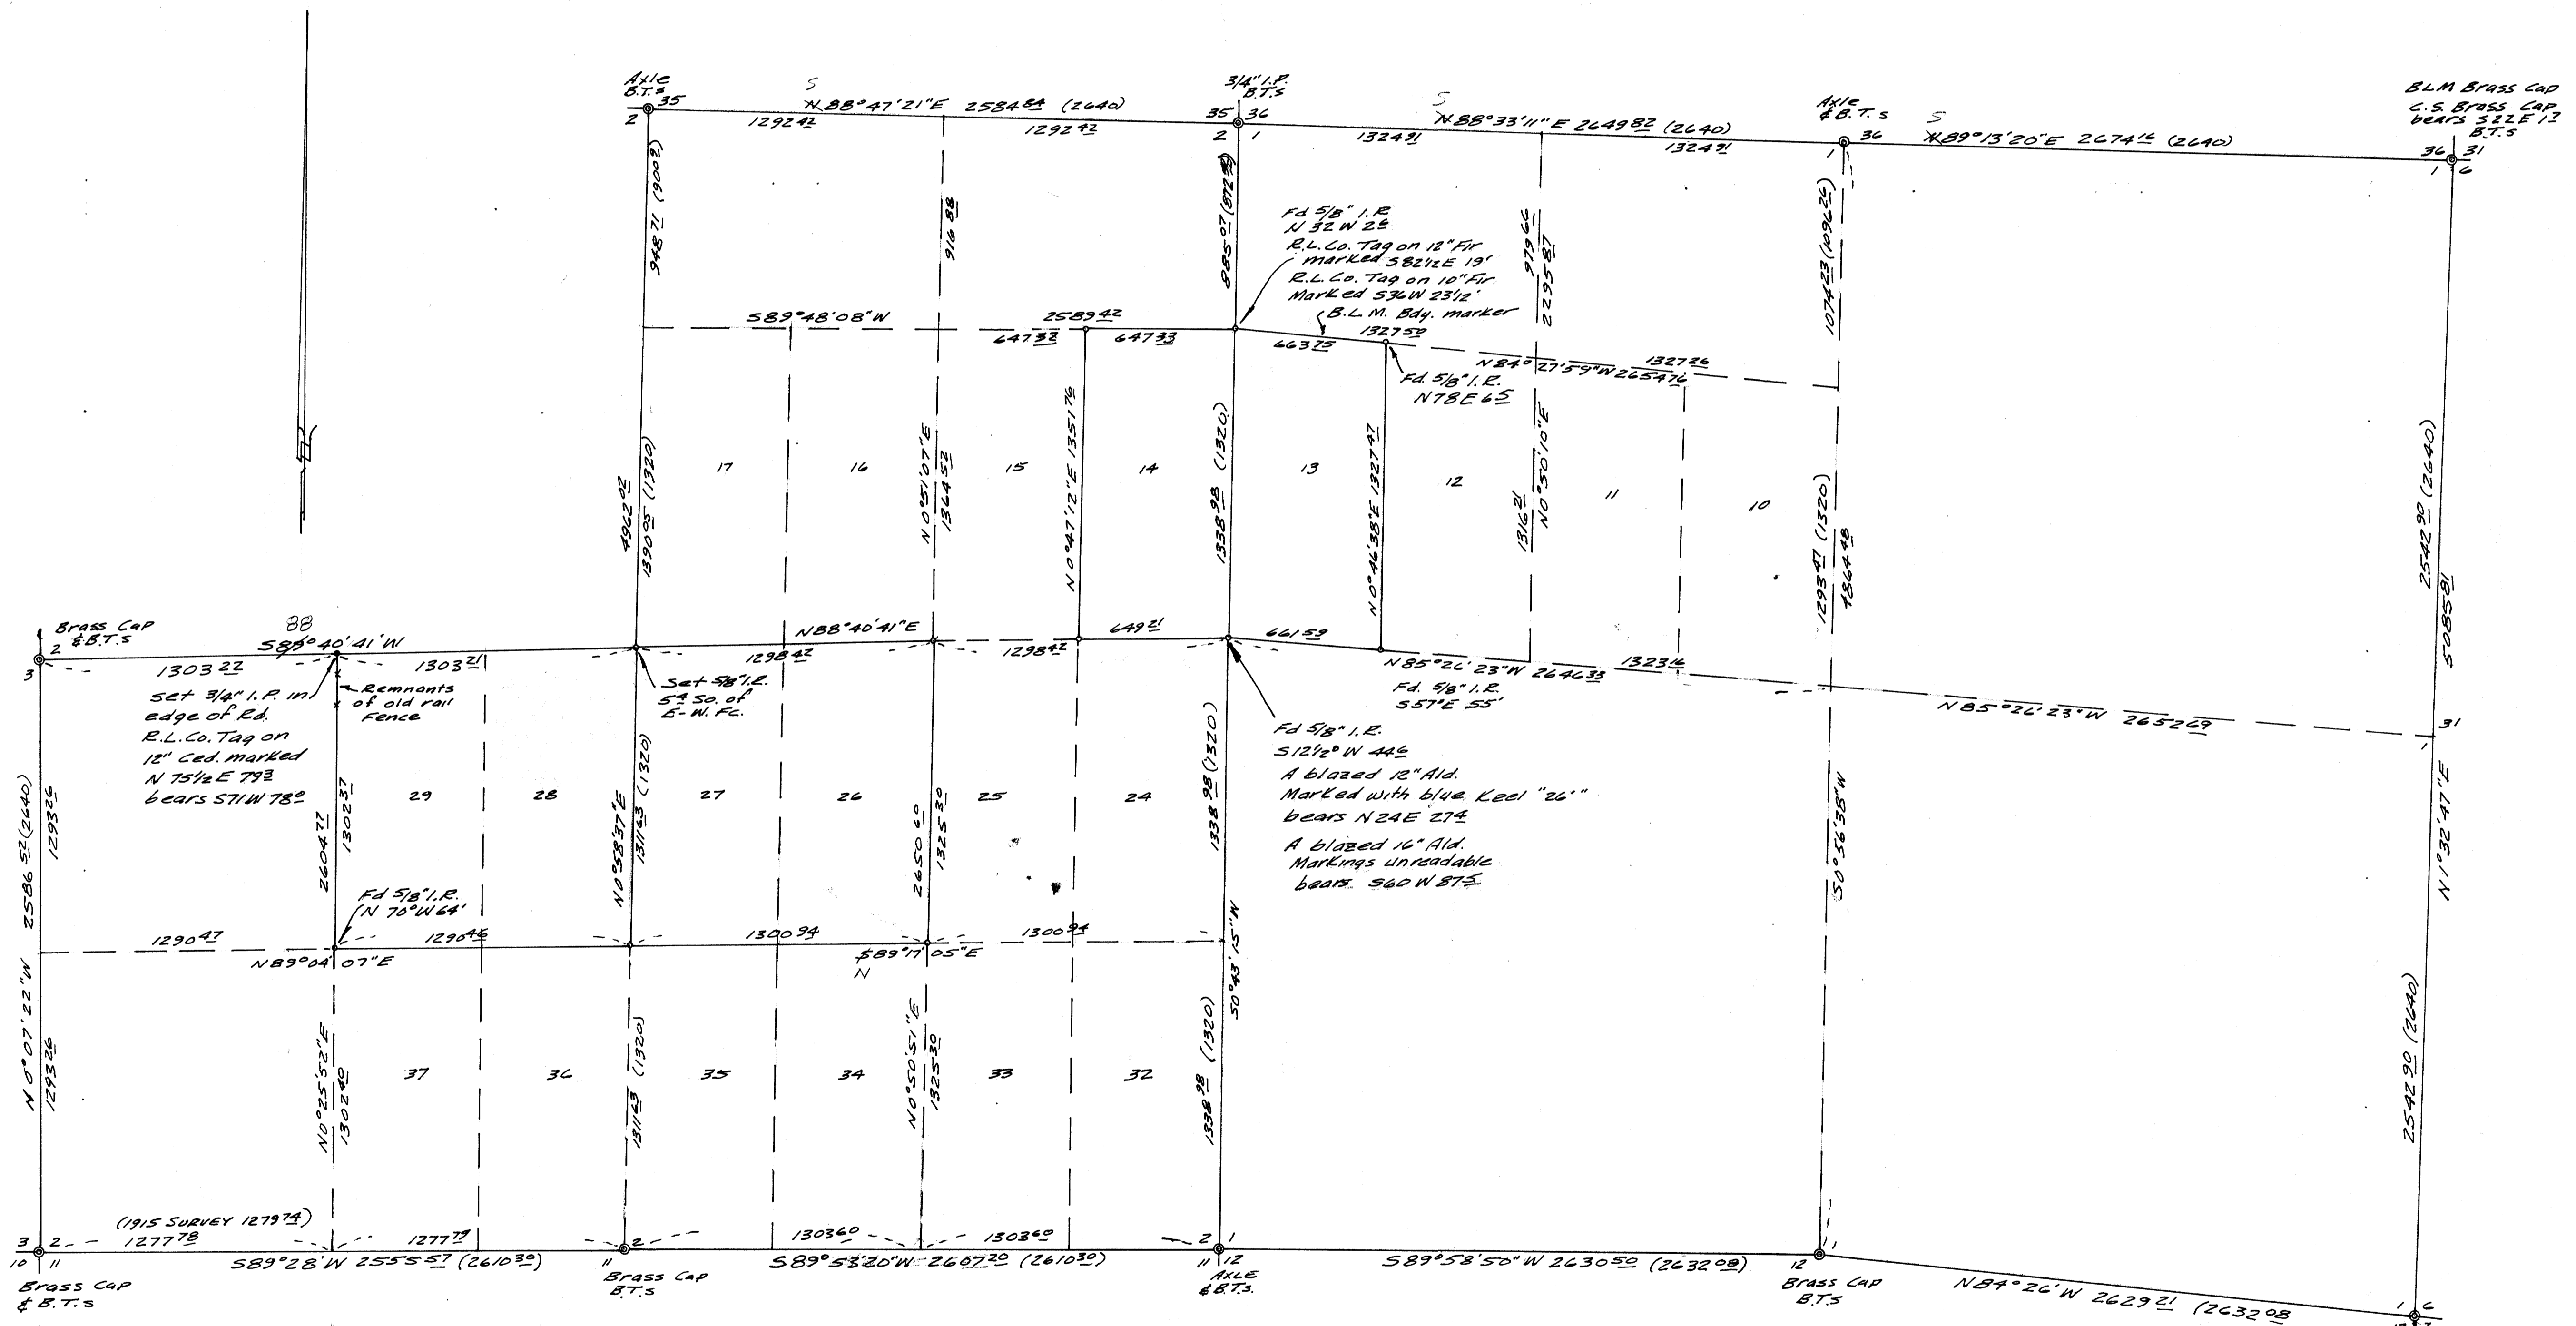 Axle
B.T.s
2 35
S
N88°47'21"E 2584 84 (2640)
1292 42
1292 42
3/4" I.P.
B.T.s
35 36
2 1
S
N88°33'11"E 2649 82 (2640)
1324 91
1324 91
Axle
& B.T.s
1 36
S
N89°13'20"E 2674 16 (2640)
BLM Brass Cap
C.S. Brass Cap
bears S22E 1
B.T.s
36 31
1 6
948 71 (900 2)
916 88
885 07
979 66
2295 87
1074 23 (1096 26)
Fd 5/8" I.R.
N 32 W 2 6
R.L.Co. Tag on 12" Fir
marked S82 1/2 E 19'
R.L.Co. Tag on 10" Fir
Marked S36W 23 1/2'
B.L.M. Bdy. marker
S89°48'08"W
2589 42
647 32
647 33
1327 50
663 75
N84°27'59"W 2654 76
1327 26
Fd. 5/8" I.R.
N78E 6 5
4962 02
1390 05 (1320)
17
16
N0°51'07"E
1364 52
15
N0°47'12"E 1351 76
14
1338 98 (1320)
13
N0°46'38"E 1327 47
12
1316 21
N0°50'10"E
11
10
1293 47 (1320)
4864 48
2542 90 (2640)
5085 81
Brass Cap
& B.T.s
2
3
88
S89°40'41"W
1303 22
1303 21
N88°40'41"E
1298 42
1298 42
649 21
661 59
N85°26'23"W 2646 33
1323 16
N85°26'23"W 2652 69
31
1
set 3/4" I.P. in
edge of Rd.
R.L.Co. Tag on
12" Ced. marked
N 75 1/2 E 79 3
bears S71W 78 0
Remnants
of old rail
Fence
Set 5/8" I.R.
5 4 So. of
E-W. Fc.
Fd. 5/8" I.R.
S57°E 55'
Fd 5/8" I.R.
S12 1/2° W 44 6
A blazed 12" Ald.
Marked with blue Keel "26'"
bears N24E 27 4
A blazed 16" Ald.
Markings unreadable
bears S60 W 87 5
N 0°07'22"W 2586 52 (2640)
1293 26
2604 77
1302 37
29
28
N0°58'37"E
1311 63 (1320)
27
26
2650 60
1325 30
25
24
1338 98 (1320)
S0°56'38"W
N1°32'47"E
Fd 5/8" I.R.
N 70°W 64'
1290 47
1290 46
N89°04'07"E
1300 94
1300 94
S89°17'05"E
N
S0°43'15"W
1293 26
N0°25'52"E
1302 40
37
36
1311 63 (1320)
35
34
N0°50'51"E
1325 30
33
32
1338 98 (1320)
2542 90 (2640)
(1915 SURVEY 1279 74)
3 2
1277 78
1277 79
10 11
S89°28'W 2555 57 (2610 30)
Brass Cap
& B.T.s
2
11
Brass Cap
B.T.s
1303 60
1303 60
S89°53'20"W 2607 20 (2610 30)
2 1
11 12
AXLE
& B.T.s.
S89°58'50"W 2630 50 (2632 08)
1
12
Brass Cap
B.T.s
N84°26'W 2629 21 (2632 08
1 6